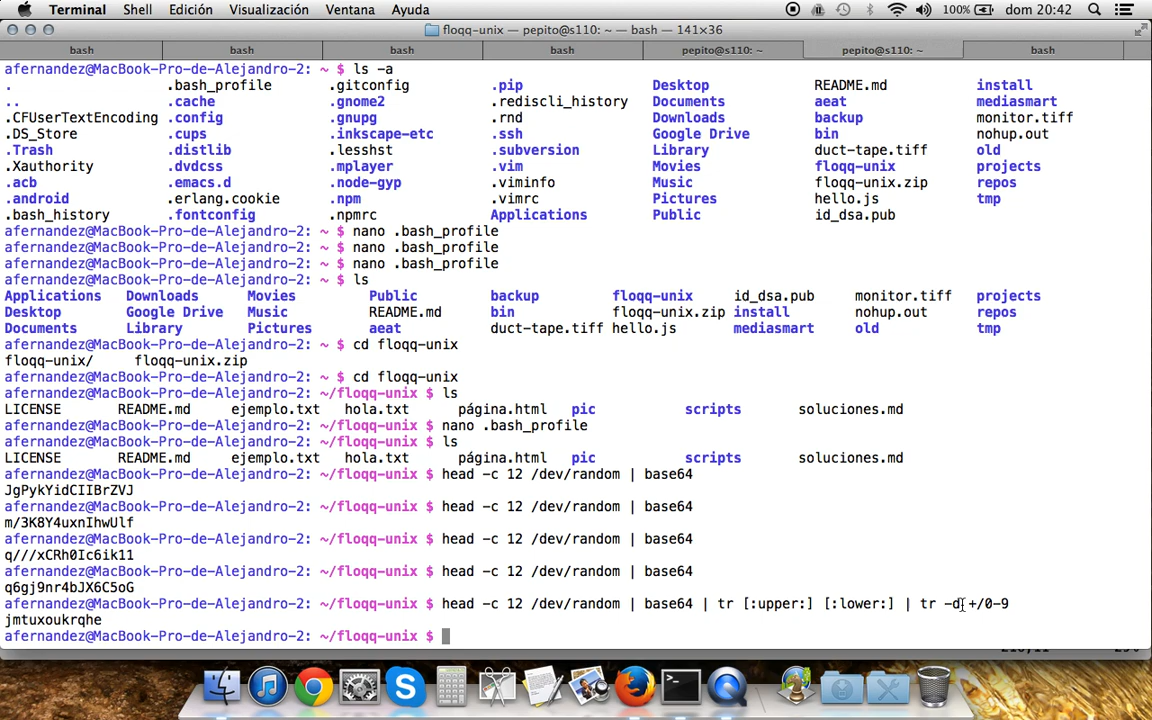 Terminal Shell Edición Visualización Ventana Ayuda 100% dom 20:42
floqq-unix — pepito@s110: ~ — bash — 141×36
bash bash bash bash pepito@s110: ~ pepito@s110: ~ bash
afernandez@MacBook-Pro-de-Alejandro-2: ~ $ ls -a
. .bash_profile .gitconfig .pip Desktop README.md install
.. .cache .gnome2 .rediscli_history Documents aeat mediasmart
.CFUserTextEncoding .config .gnupg .rnd Downloads backup monitor.tiff
.DS_Store .cups .inkscape-etc .ssh Google Drive bin nohup.out
.Trash .distlib .lesshst .subversion Library duct-tape.tiff old
.Xauthority .dvdcss .mplayer .vim Movies floqq-unix projects
.acb .emacs.d .node-gyp .viminfo Music floqq-unix.zip repos
.android .erlang.cookie .npm .vimrc Pictures hello.js tmp
.bash_history .fontconfig .npmrc Applications Public id_dsa.pub
afernandez@MacBook-Pro-de-Alejandro-2: ~ $ nano .bash_profile
afernandez@MacBook-Pro-de-Alejandro-2: ~ $ nano .bash_profile
afernandez@MacBook-Pro-de-Alejandro-2: ~ $ nano .bash_profile
afernandez@MacBook-Pro-de-Alejandro-2: ~ $ ls
Applications Downloads Movies Public backup floqq-unix id_dsa.pub monitor.tiff projects
Desktop Google Drive Music README.md bin floqq-unix.zip install nohup.out repos
Documents Library Pictures aeat duct-tape.tiff hello.js mediasmart old tmp
afernandez@MacBook-Pro-de-Alejandro-2: ~ $ cd floqq-unix
floqq-unix/ floqq-unix.zip
afernandez@MacBook-Pro-de-Alejandro-2: ~ $ cd floqq-unix
afernandez@MacBook-Pro-de-Alejandro-2: ~/floqq-unix $ ls
LICENSE README.md ejemplo.txt hola.txt página.html pic scripts soluciones.md
afernandez@MacBook-Pro-de-Alejandro-2: ~/floqq-unix $ nano .bash_profile
afernandez@MacBook-Pro-de-Alejandro-2: ~/floqq-unix $ ls
LICENSE README.md ejemplo.txt hola.txt página.html pic scripts soluciones.md
afernandez@MacBook-Pro-de-Alejandro-2: ~/floqq-unix $ head -c 12 /dev/random | base64
JgPykYidCIIBrZVJ
afernandez@MacBook-Pro-de-Alejandro-2: ~/floqq-unix $ head -c 12 /dev/random | base64
m/3K8Y4uxnIhwUlf
afernandez@MacBook-Pro-de-Alejandro-2: ~/floqq-unix $ head -c 12 /dev/random | base64
q///xCRh0Ic6ik11
afernandez@MacBook-Pro-de-Alejandro-2: ~/floqq-unix $ head -c 12 /dev/random | base64
q6gj9nr4bJX6C5oG
afernandez@MacBook-Pro-de-Alejandro-2: ~/floqq-unix $ head -c 12 /dev/random | base64 | tr [:upper:] [:lower:] | tr -d +/0-9
jmtuxoukrqhe
afernandez@MacBook-Pro-de-Alejandro-2: ~/floqq-unix $